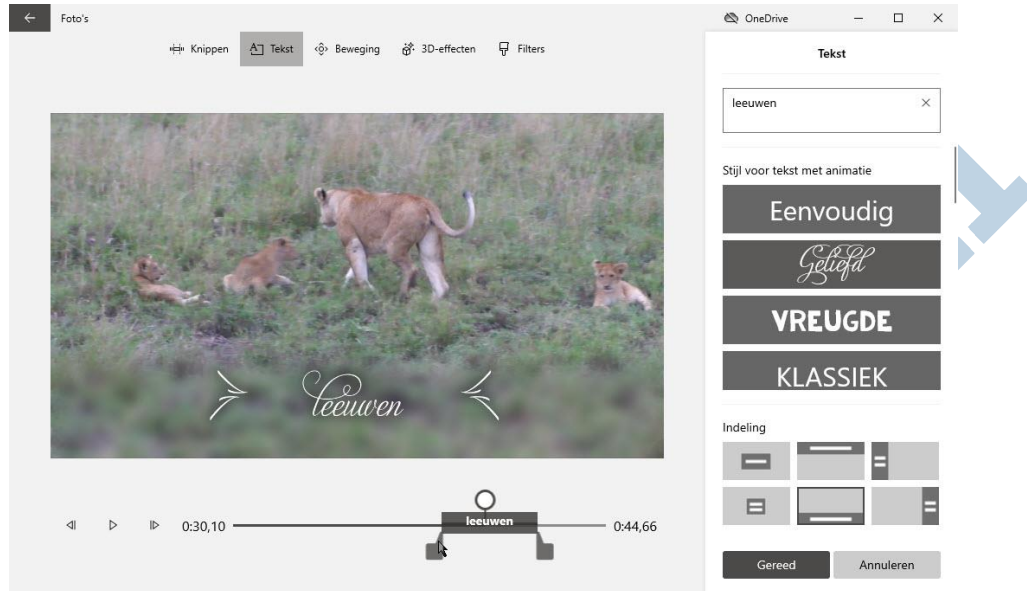 Foto's
OneDrive
Knippen Tekst Beweging 3D-effecten Filters
Tekst
leeuwen
Stijl voor tekst met animatie
Eenvoudig
Geliefd
VREUGDE
KLASSIEK
leeuwen
Indeling
0:30,10 leeuwen 0:44,66
Gereed Annuleren